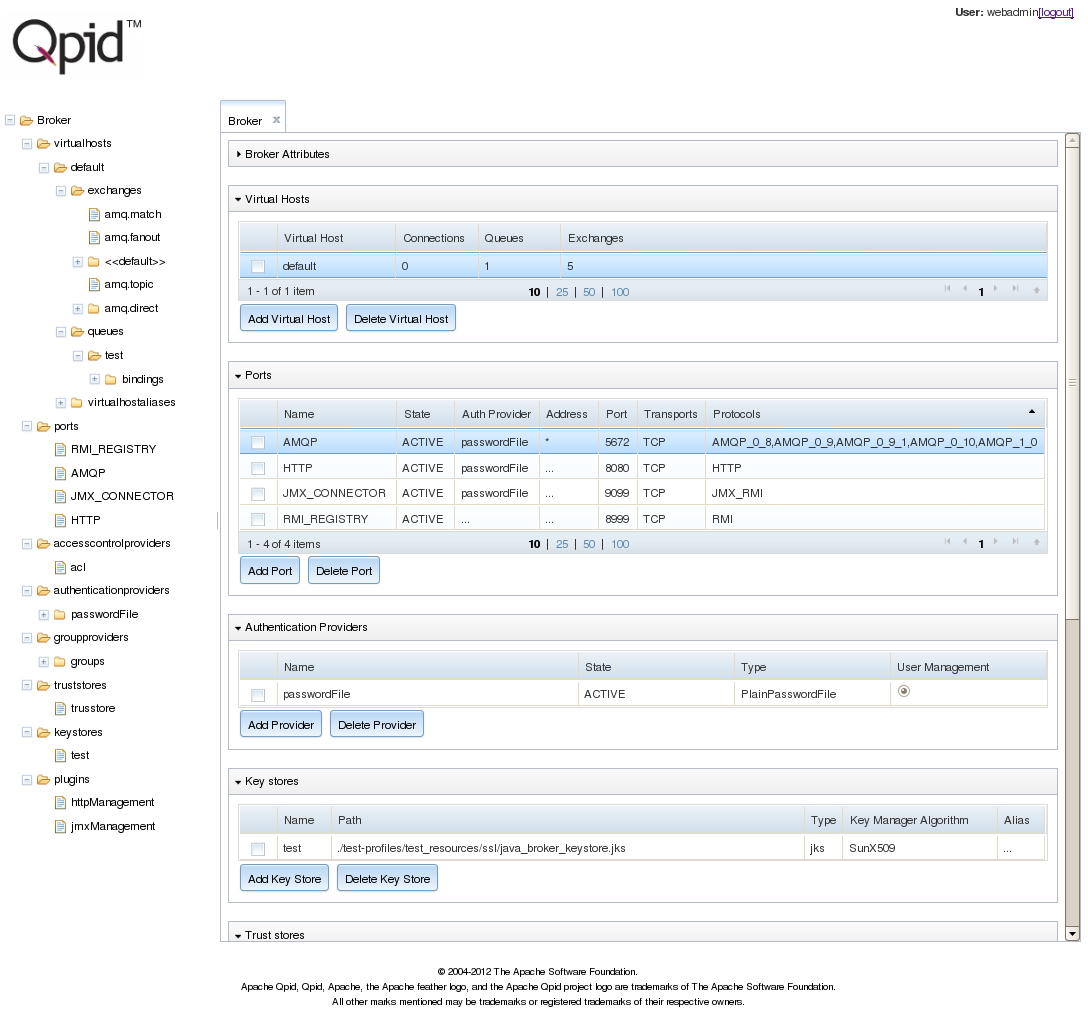 User: webadmin[logout]
Qpid™
Broker
virtualhosts
default
exchanges
amq.match
amq.fanout
<<default>>
amq.topic
amq.direct
queues
test
bindings
virtualhostaliases
ports
RMI_REGISTRY
AMQP
JMX_CONNECTOR
HTTP
accesscontrolproviders
acl
authenticationproviders
passwordFile
groupproviders
groups
truststores
trusstore
keystores
test
plugins
httpManagement
jmxManagement
Broker
Broker Attributes
Virtual Hosts
Virtual Host Connections Queues Exchanges
default 0 1 5
1 - 1 of 1 item 10 | 25 | 50 | 100 1
Add Virtual Host Delete Virtual Host
Ports
Name State Auth Provider Address Port Transports Protocols
AMQP ACTIVE passwordFile * 5672 TCP AMQP_0_8,AMQP_0_9,AMQP_0_9_1,AMQP_0_10,AMQP_1_0
HTTP ACTIVE passwordFile ... 8080 TCP HTTP
JMX_CONNECTOR ACTIVE passwordFile ... 9099 TCP JMX_RMI
RMI_REGISTRY ACTIVE ... ... 8999 TCP RMI
1 - 4 of 4 items 10 | 25 | 50 | 100 1
Add Port Delete Port
Authentication Providers
Name State Type User Management
passwordFile ACTIVE PlainPasswordFile
Add Provider Delete Provider
Key stores
Name Path Type Key Manager Algorithm Alias
test ./test-profiles/test_resources/ssl/java_broker_keystore.jks jks SunX509 ...
Add Key Store Delete Key Store
Trust stores
© 2004-2012 The Apache Software Foundation.
Apache Qpid, Qpid, Apache, the Apache feather logo, and the Apache Qpid project logo are trademarks of The Apache Software Foundation.
All other marks mentioned may be trademarks or registered trademarks of their respective owners.